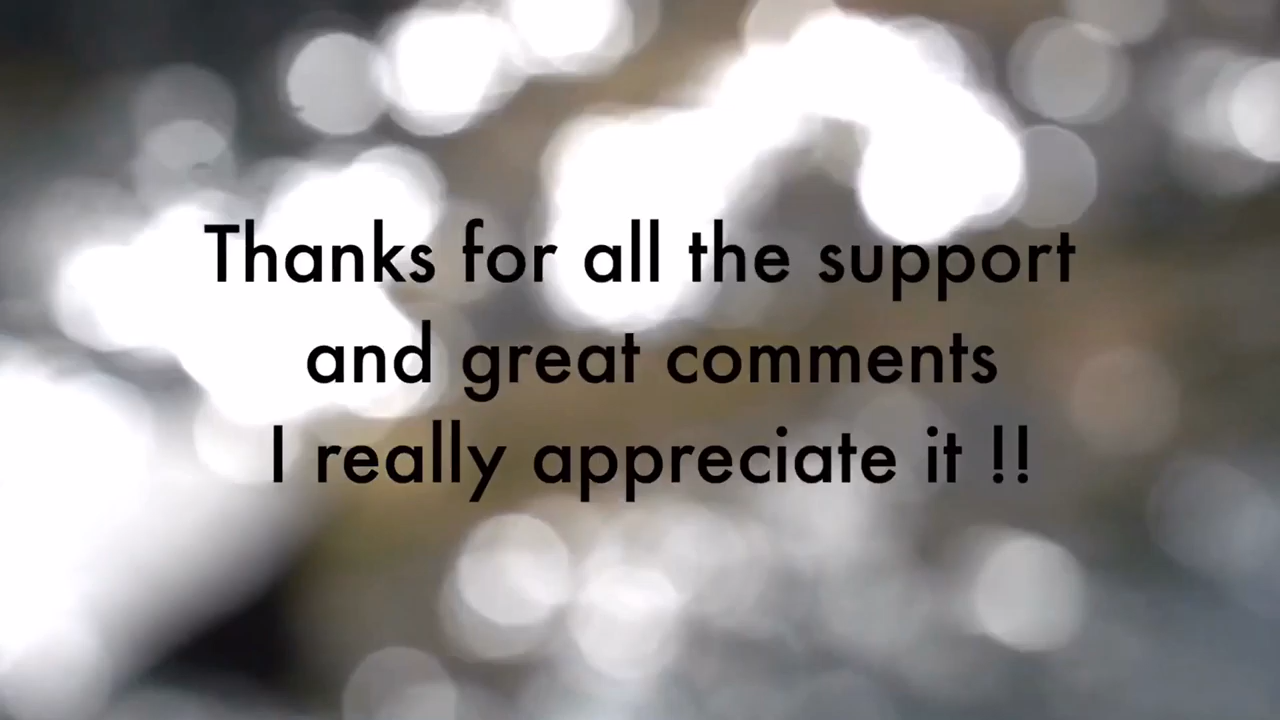 Thanks for all the support
and great comments
I really appreciate it !!